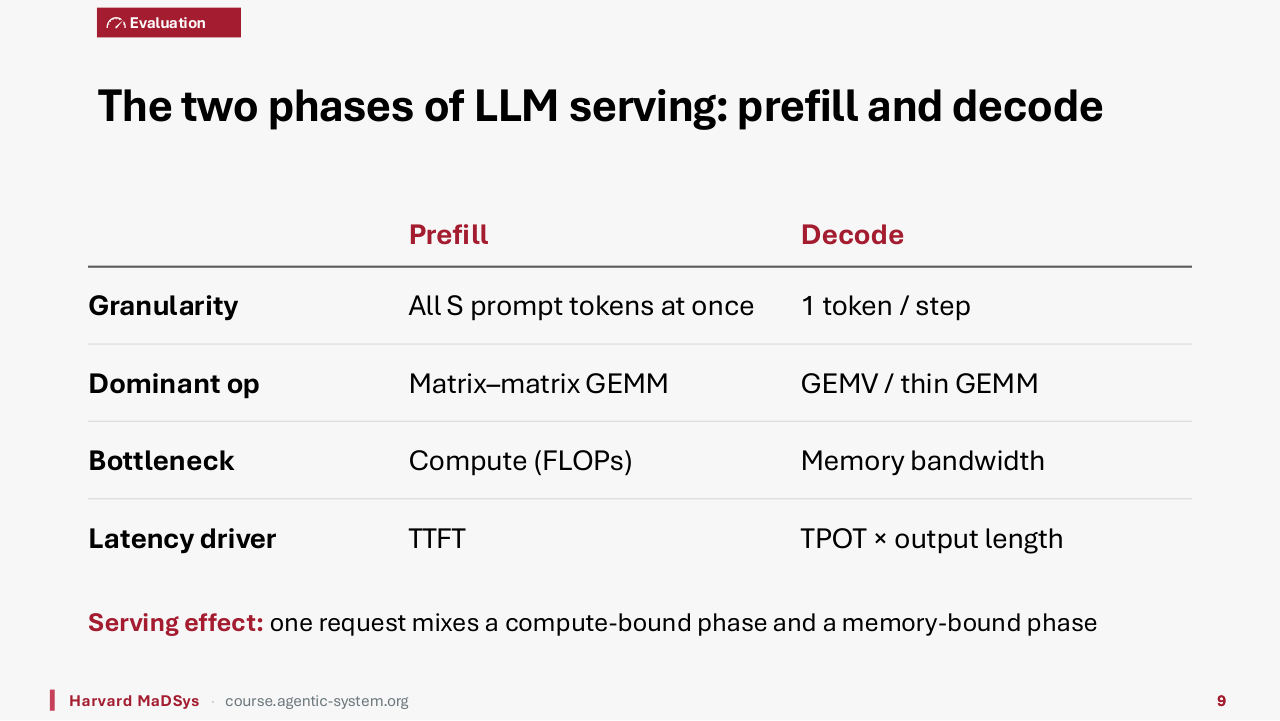 Evaluation
The two phases of LLM serving: prefill and decode
Prefill Decode
Granularity All S prompt tokens at once 1 token / step
Dominant op Matrix–matrix GEMM GEMV / thin GEMM
Bottleneck Compute (FLOPs) Memory bandwidth
Latency driver TTFT TPOT × output length
Serving effect: one request mixes a compute-bound phase and a memory-bound phase
Harvard MaDSys · course.agentic-system.org 9